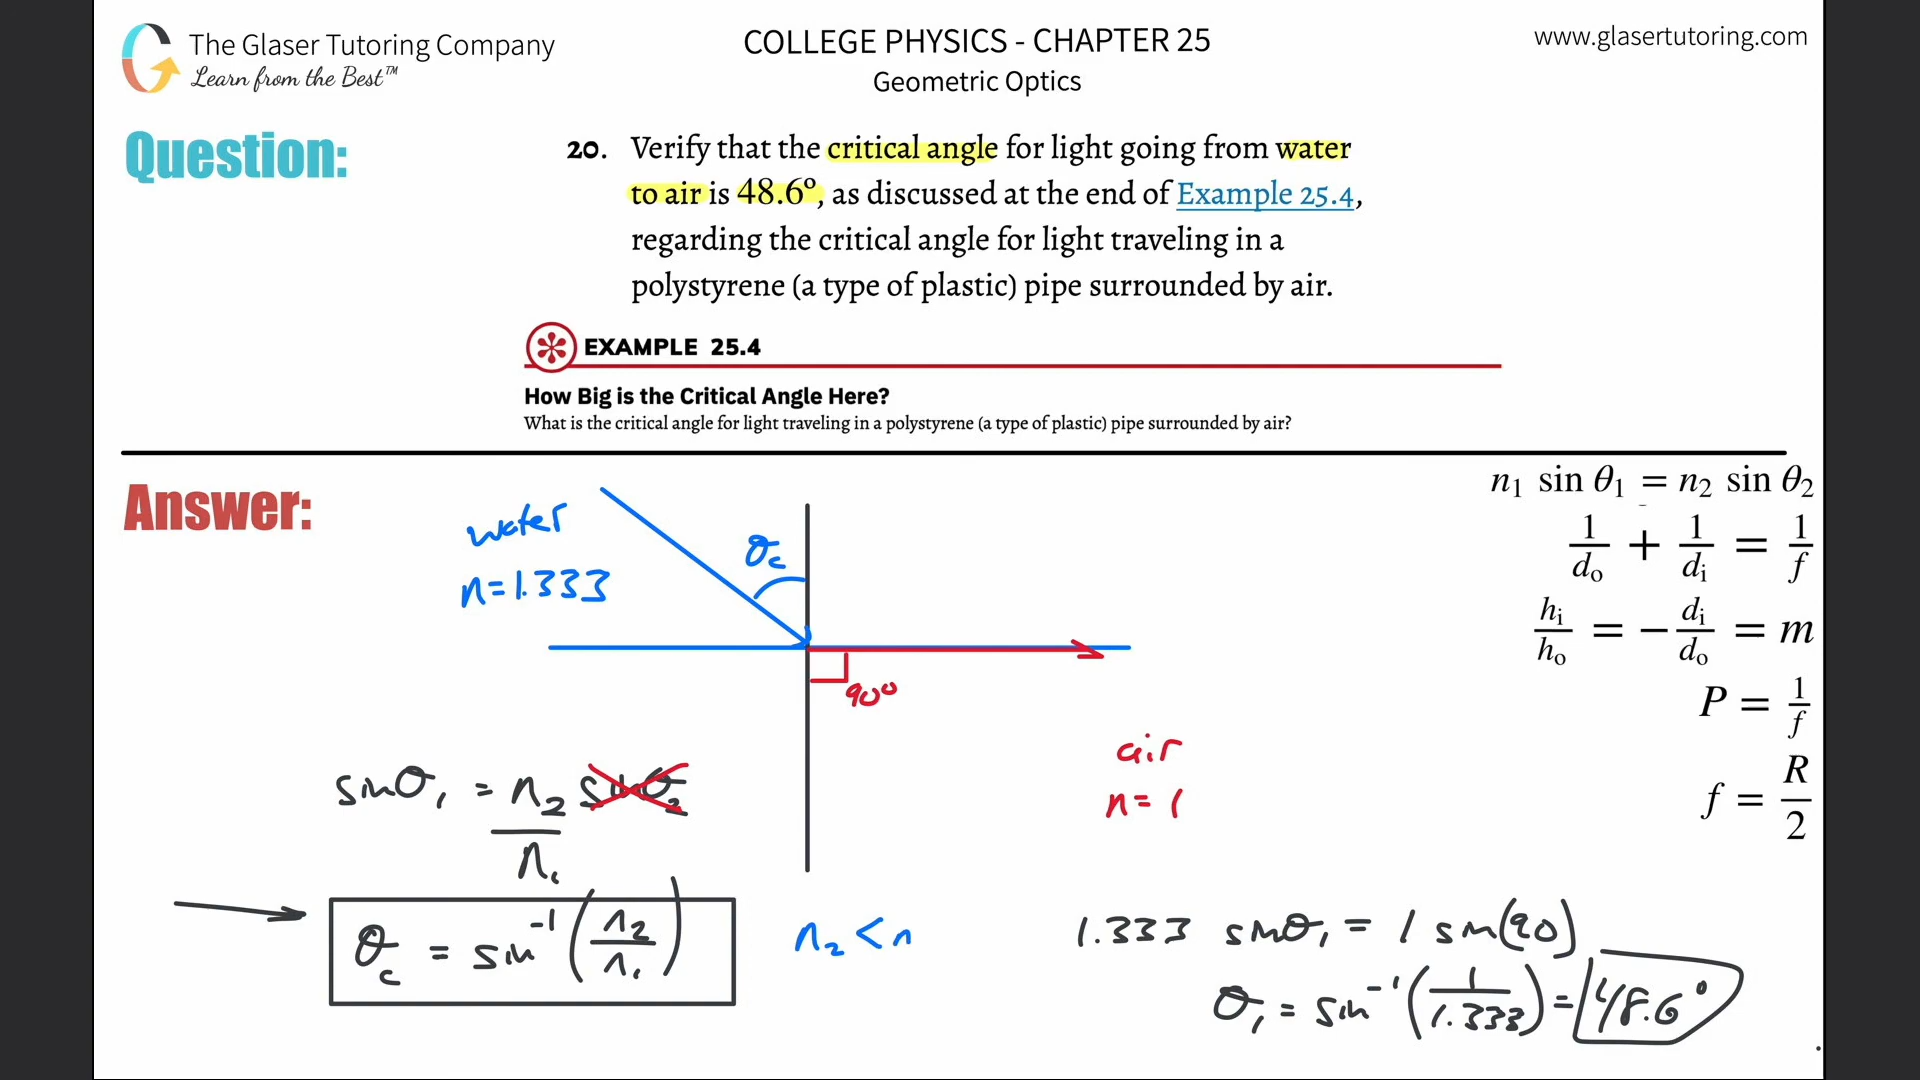 The Glaser Tutoring Company
Learn from the Best™
COLLEGE PHYSICS - CHAPTER 25
Geometric Optics
www.glasertutoring.com
Question:
20. Verify that the critical angle for light going from water
to air is 48.6º, as discussed at the end of Example 25.4,
regarding the critical angle for light traveling in a
polystyrene (a type of plastic) pipe surrounded by air.
EXAMPLE 25.4
How Big is the Critical Angle Here?
What is the critical angle for light traveling in a polystyrene (a type of plastic) pipe surrounded by air?
Answer:
water
n=1.333
θc
90°
air
n= 1
sinθ₁ = n₂ sinθ₂
n₁
θc = sin⁻¹ (n₂/n₁)
n₂ < n
1.333 sinθ₁ = 1 sin(90)
θ₁ = sin⁻¹ (1/1.333) = 48.6°
n₁ sin θ₁ = n₂ sin θ₂
1/dₒ + 1/dᵢ = 1/f
hᵢ/hₒ = −dᵢ/dₒ = m
P = 1/f
f = R/2